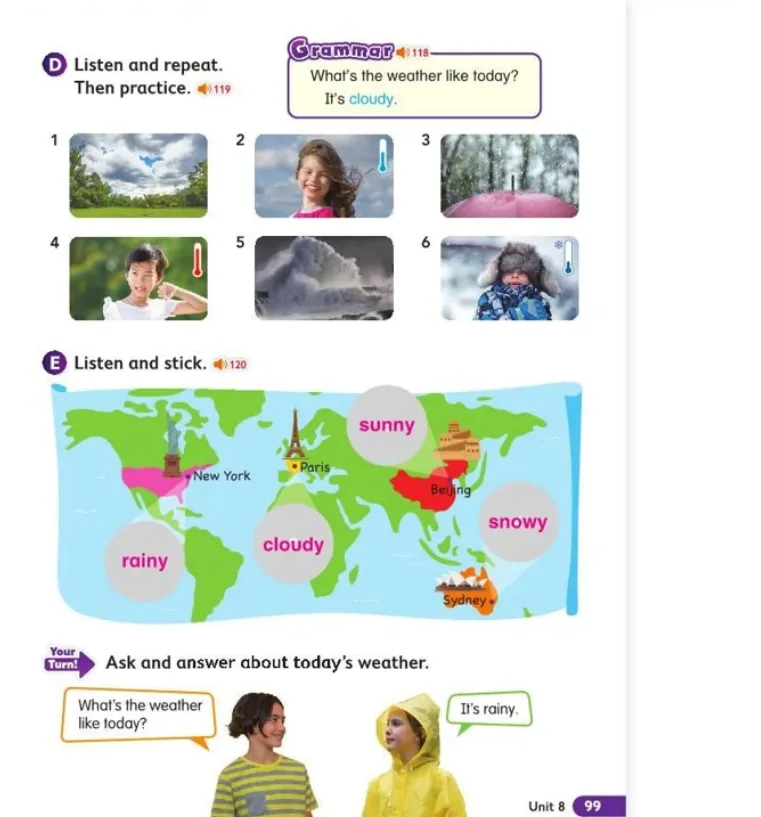 D Listen and repeat.
Then practice. 119
Grammar 118
What's the weather like today?
It's cloudy.
1
2
3
4
5
6
E Listen and stick. 120
sunny
New York
Paris
Beijing
snowy
cloudy
rainy
Sydney
Your
Turn!
Ask and answer about today's weather.
What's the weather
like today?
It's rainy.
Unit 8 99